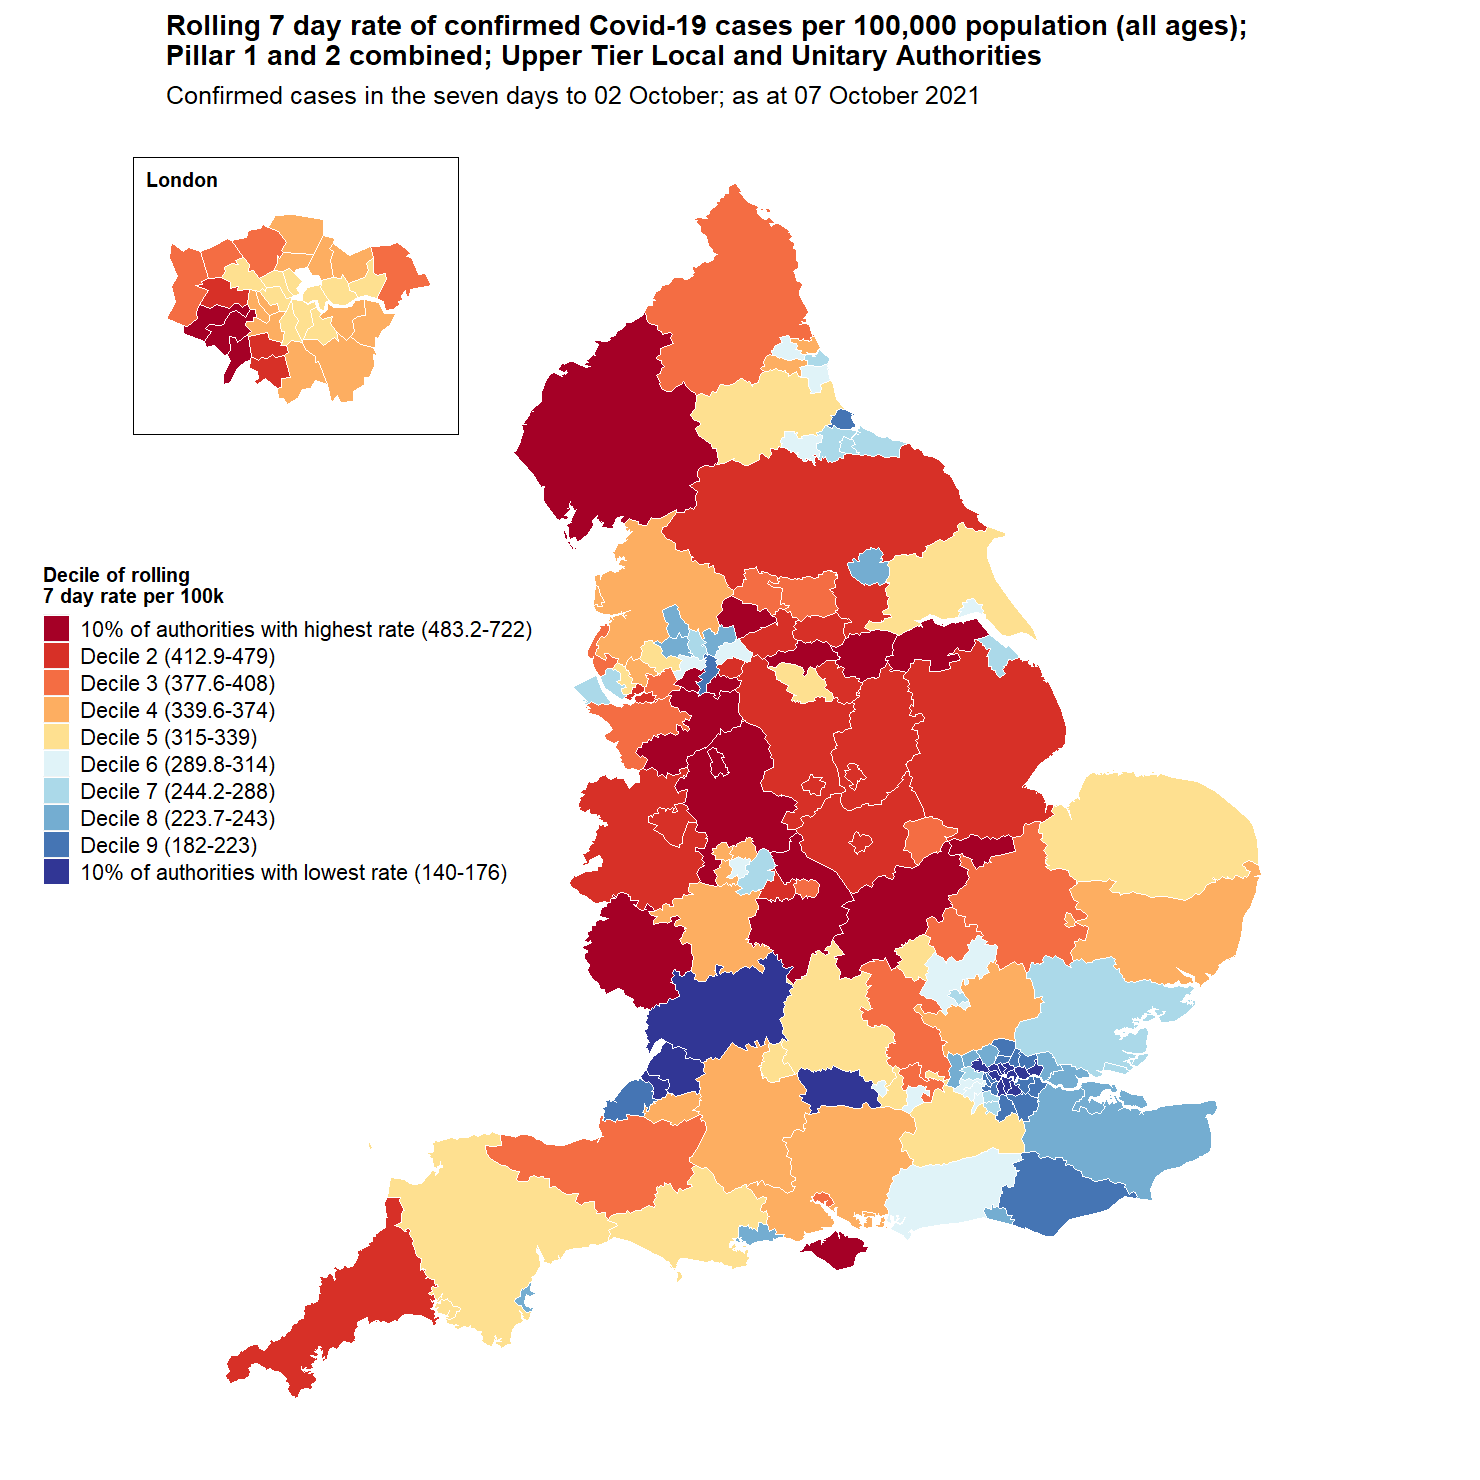 Rolling 7 day rate of confirmed Covid-19 cases per 100,000 population (all ages);
Pillar 1 and 2 combined; Upper Tier Local and Unitary Authorities
Confirmed cases in the seven days to 02 October; as at 07 October 2021
London
Decile of rolling
7 day rate per 100k
10% of authorities with highest rate (483.2-722)
Decile 2 (412.9-479)
Decile 3 (377.6-408)
Decile 4 (339.6-374)
Decile 5 (315-339)
Decile 6 (289.8-314)
Decile 7 (244.2-288)
Decile 8 (223.7-243)
Decile 9 (182-223)
10% of authorities with lowest rate (140-176)